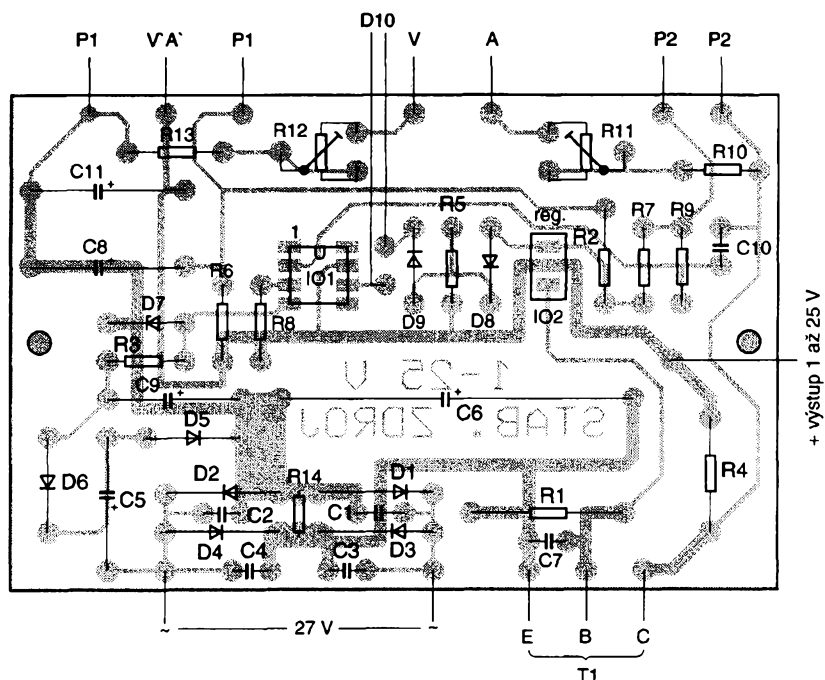 P1 V`A` P1 D10 V A P2 P2
R13 R12 R11 R10
C11
1 R5 reg. R7 R9
C8 R6 IO1 R2 C10
D7 R8 D9 D8 IO2
R3
C9 C6
1-25 V
STAB. ZDROJ
D5
D6 C5 D2 R14 D1 R1 R4
C2 C1
D4 C4 C3 D3 C7
~ 27 V ~ E B C
T1
+ výstup 1 až 25 V